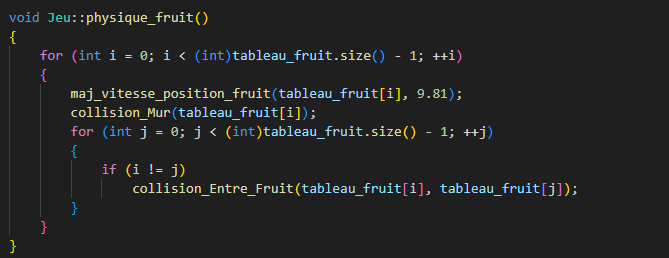 void Jeu::physique_fruit()
{
    for (int i = 0; i < (int)tableau_fruit.size() - 1; ++i)
    {
        maj_vitesse_position_fruit(tableau_fruit[i], 9.81);
        collision_Mur(tableau_fruit[i]);
        for (int j = 0; j < (int)tableau_fruit.size() - 1; ++j)
        {
            if (i != j)
                collision_Entre_Fruit(tableau_fruit[i], tableau_fruit[j]);
        }
    }
}